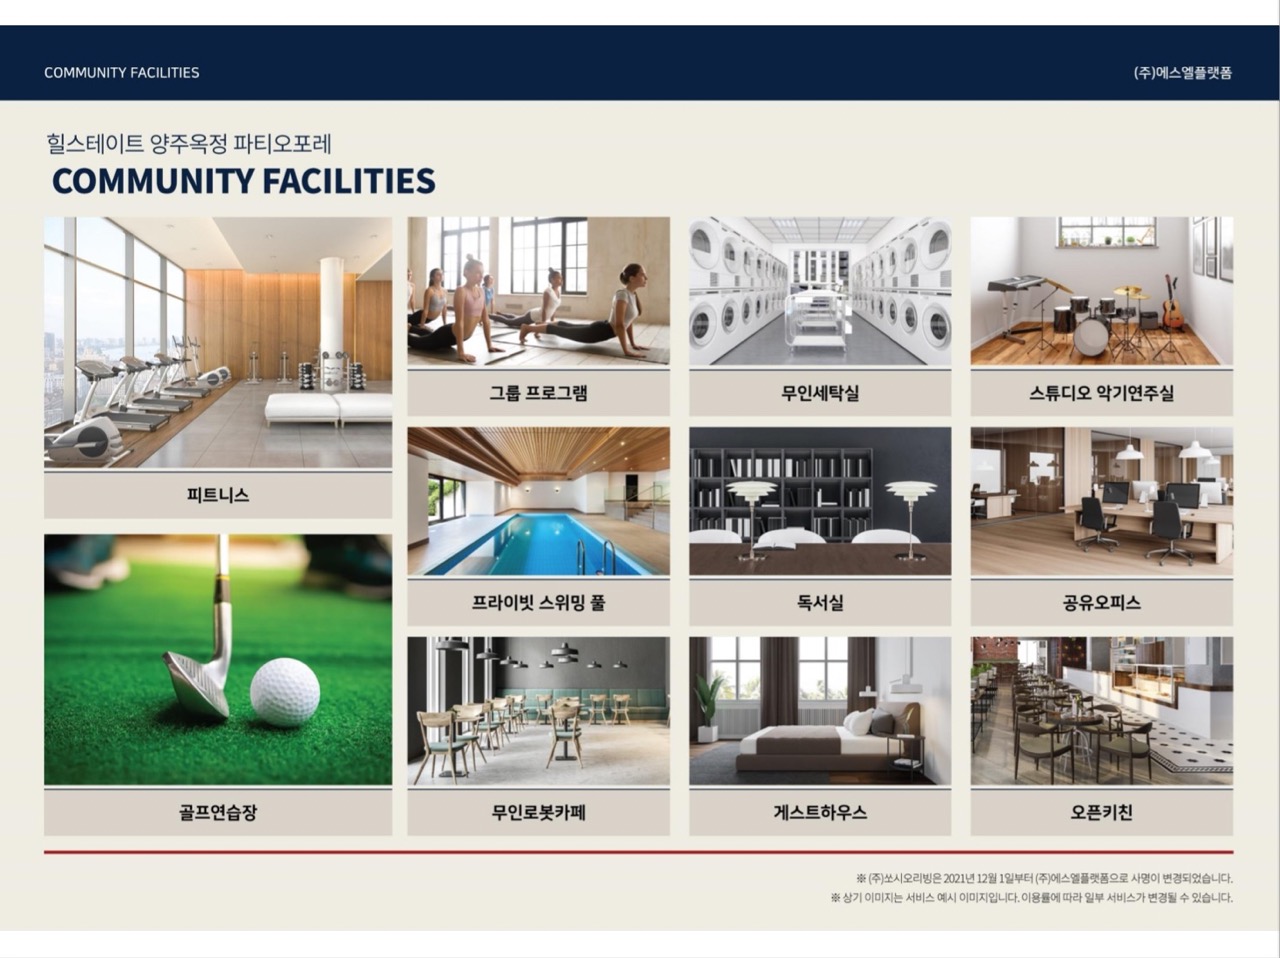 COMMUNITY FACILITIES
(주)에스엘플랫폼
힐스테이트 양주옥정 파티오포레
COMMUNITY FACILITIES
피트니스
그룹 프로그램
무인세탁실
스튜디오 악기연주실
프라이빗 스위밍 풀
독서실
공유오피스
골프연습장
무인로봇카페
게스트하우스
오픈키친
※ (주)쏘시오리빙은 2021년 12월 1일부터 (주)에스엘플랫폼으로 사명이 변경되었습니다.
※ 상기 이미지는 서비스 예시 이미지입니다. 이용률에 따라 일부 서비스가 변경될 수 있습니다.